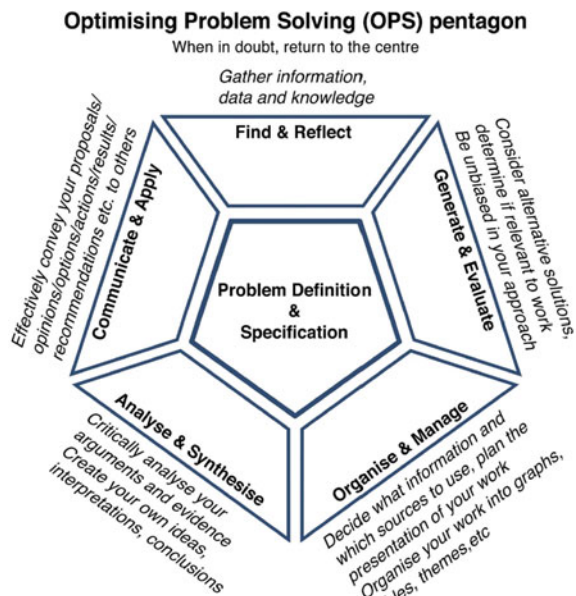 Optimising Problem Solving (OPS) pentagon
When in doubt, return to the centre
Gather information,
data and knowledge
Find & Reflect
Consider alternative solutions,
determine if relevant to work
Be unbiased in your approach
Generate & Evaluate
Problem Definition
&
Specification
Organise & Manage
Decide what information and
which sources to use, plan the
presentation of your work
Organise your work into graphs,
themes,etc
Analyse & Synthesise
Critically analyse your
arguments and evidence
Create your own ideas,
interpretations, conclusions
Effectively convey your proposals/
opinions/options/actions/results/
recommendations etc. to others
Communicate & Apply